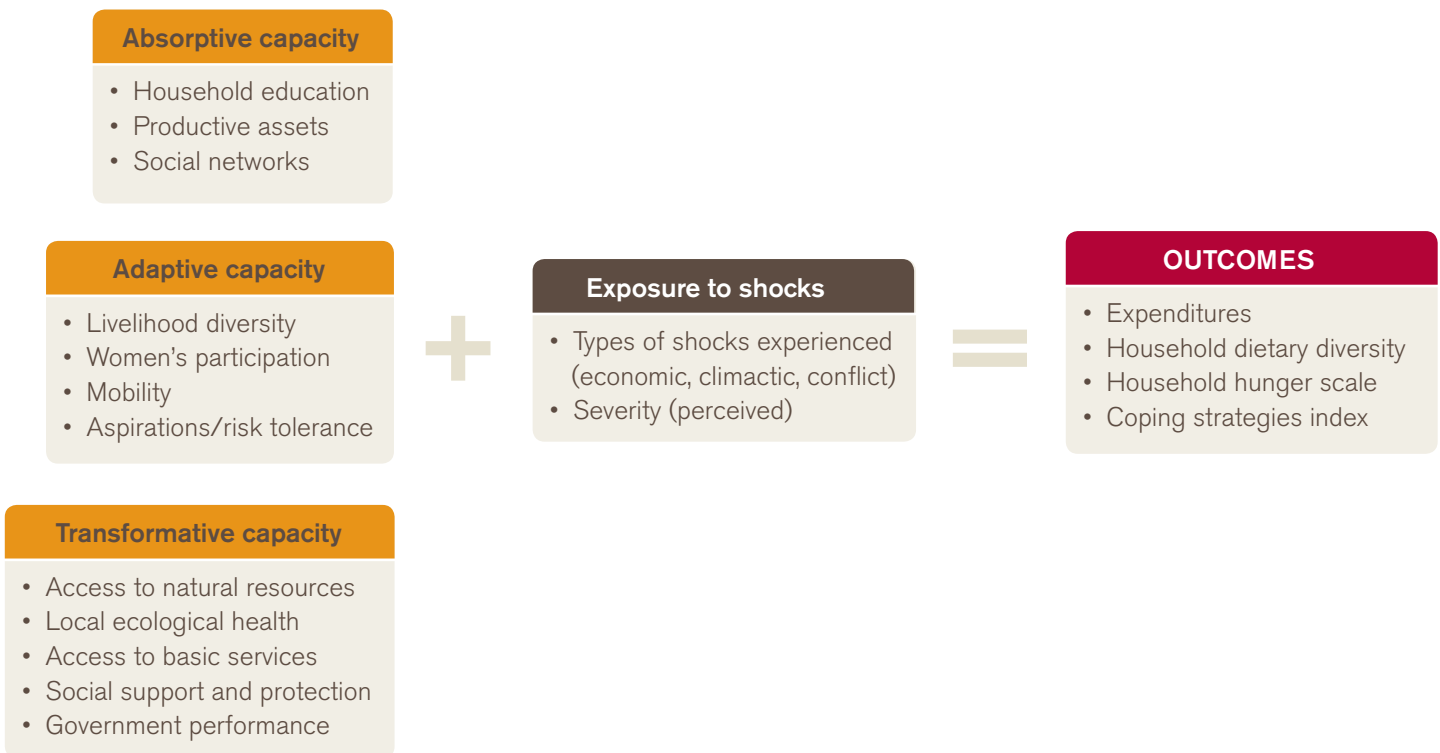 Absorptive capacity
• Household education
• Productive assets
• Social networks
Adaptive capacity
• Livelihood diversity
• Women’s participation
• Mobility
• Aspirations/risk tolerance
Transformative capacity
• Access to natural resources
• Local ecological health
• Access to basic services
• Social support and protection
• Government performance
+
Exposure to shocks
• Types of shocks experienced
(economic, climactic, conflict)
• Severity (perceived)
=
OUTCOMES
• Expenditures
• Household dietary diversity
• Household hunger scale
• Coping strategies index